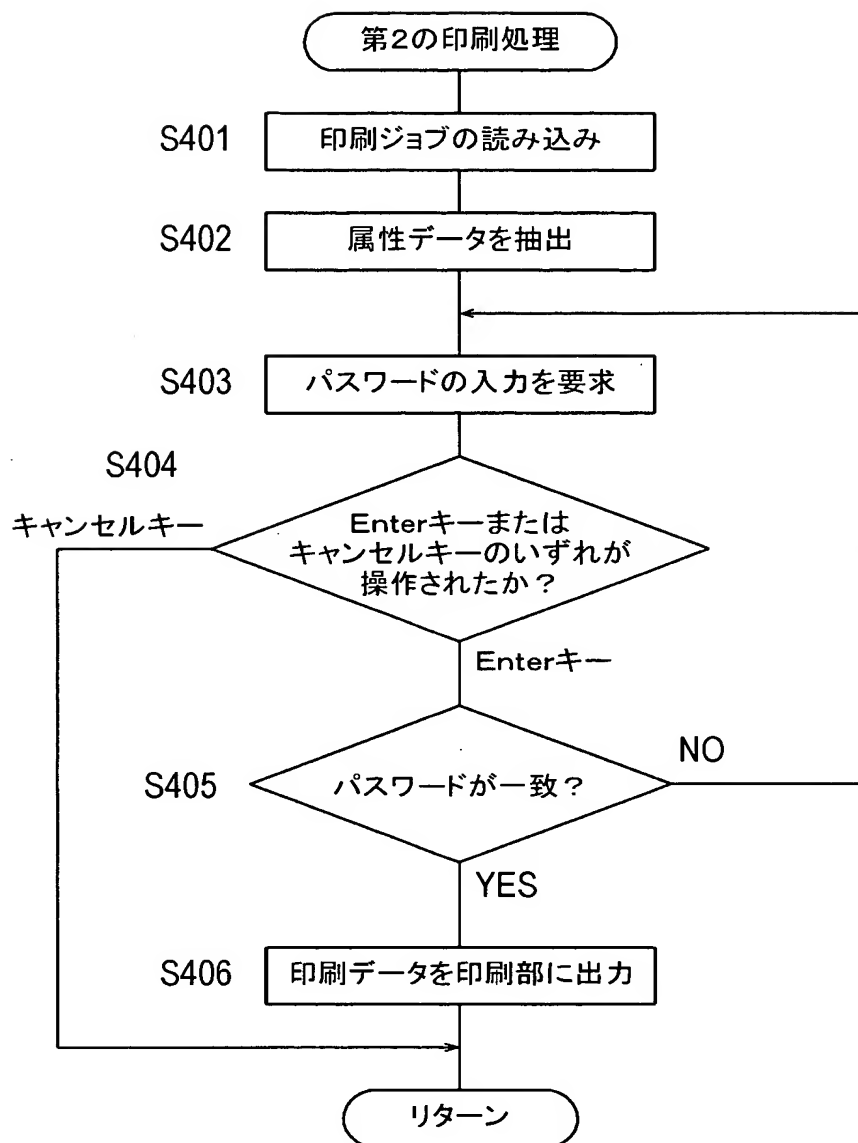 第2の印刷処理
S401
印刷ジョブの読み込み
S402
属性データを抽出
S403
パスワードの入力を要求
S404
キャンセルキー
Enterキーまたは
キャンセルキーのいずれが
操作されたか？
Enterキー
S405
パスワードが一致？
NO
YES
S406
印刷データを印刷部に出力
リターン